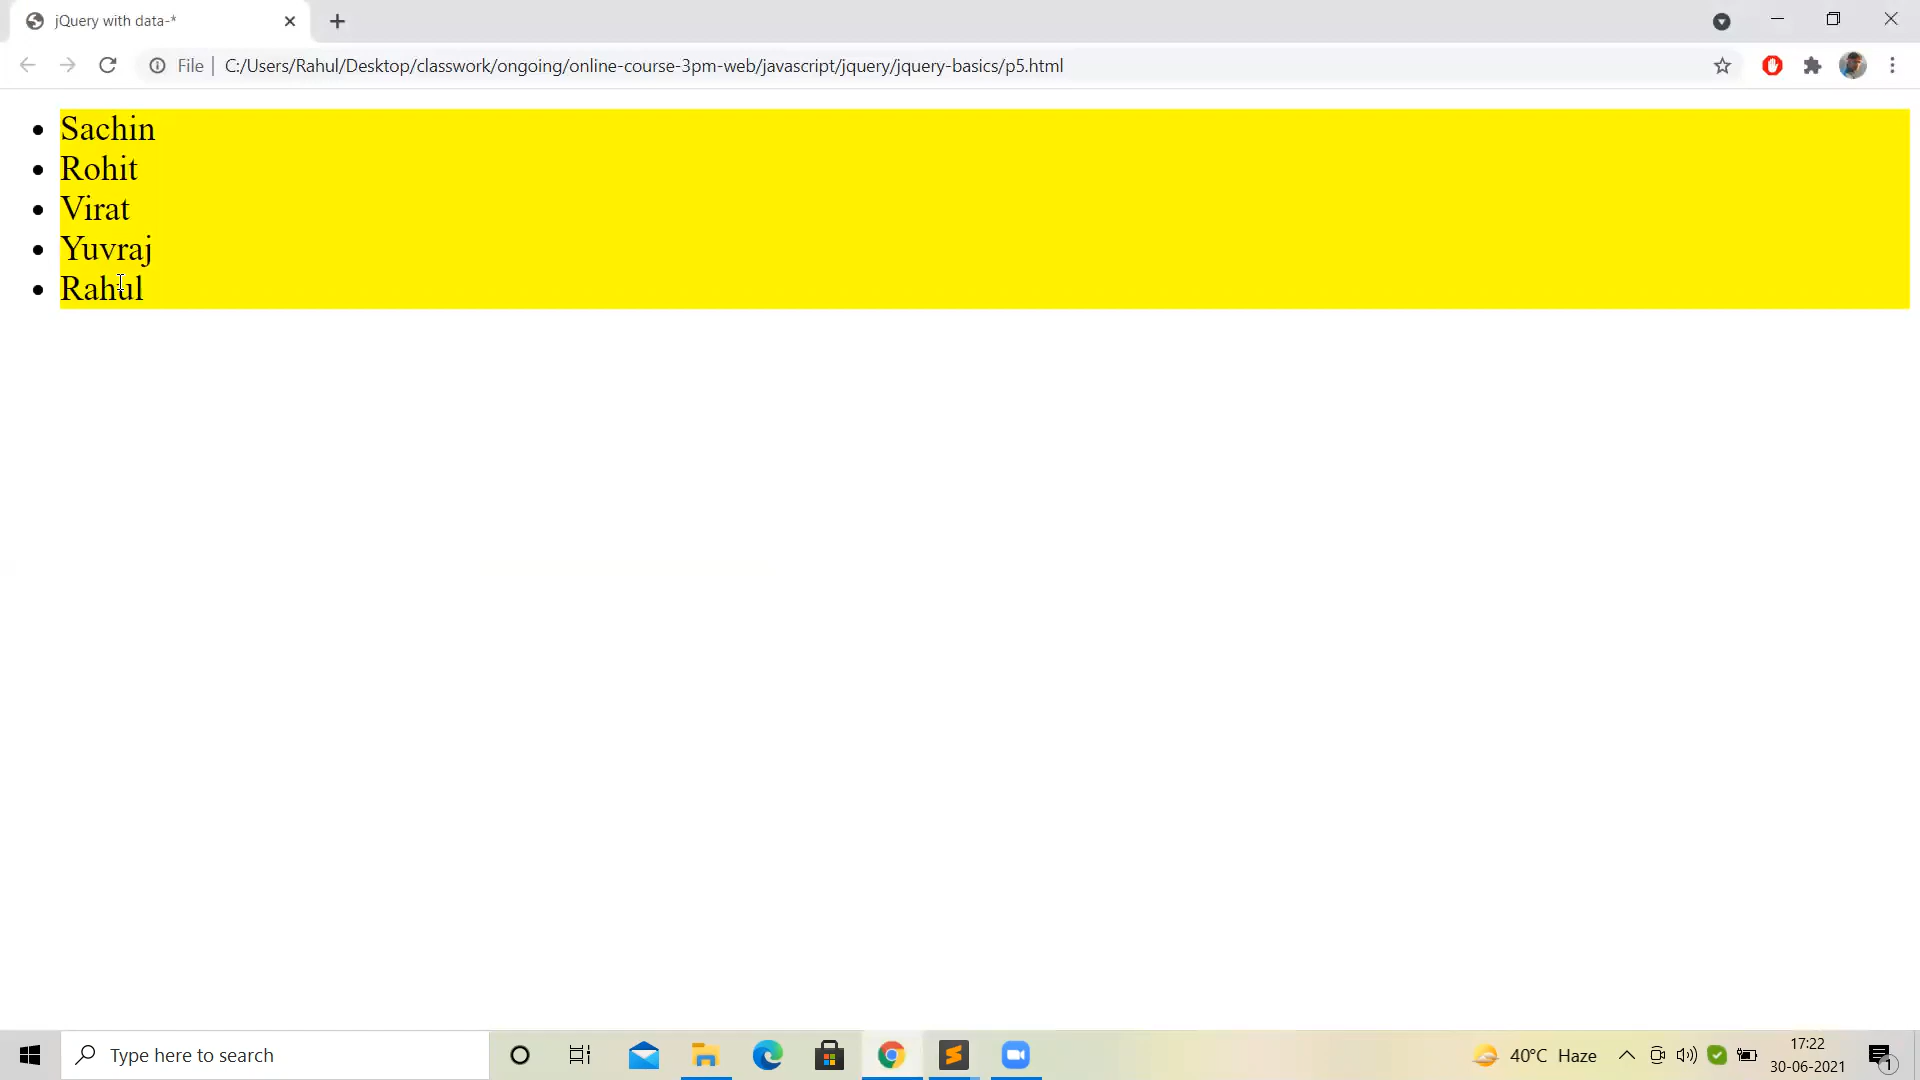 jQuery with data-*
File | C:/Users/Rahul/Desktop/classwork/ongoing/online-course-3pm-web/javascript/jquery/jquery-basics/p5.html
• Sachin
• Rohit
• Virat
• Yuvraj
• Rahul
Type here to search
40°C Haze
17:22
30-06-2021
1